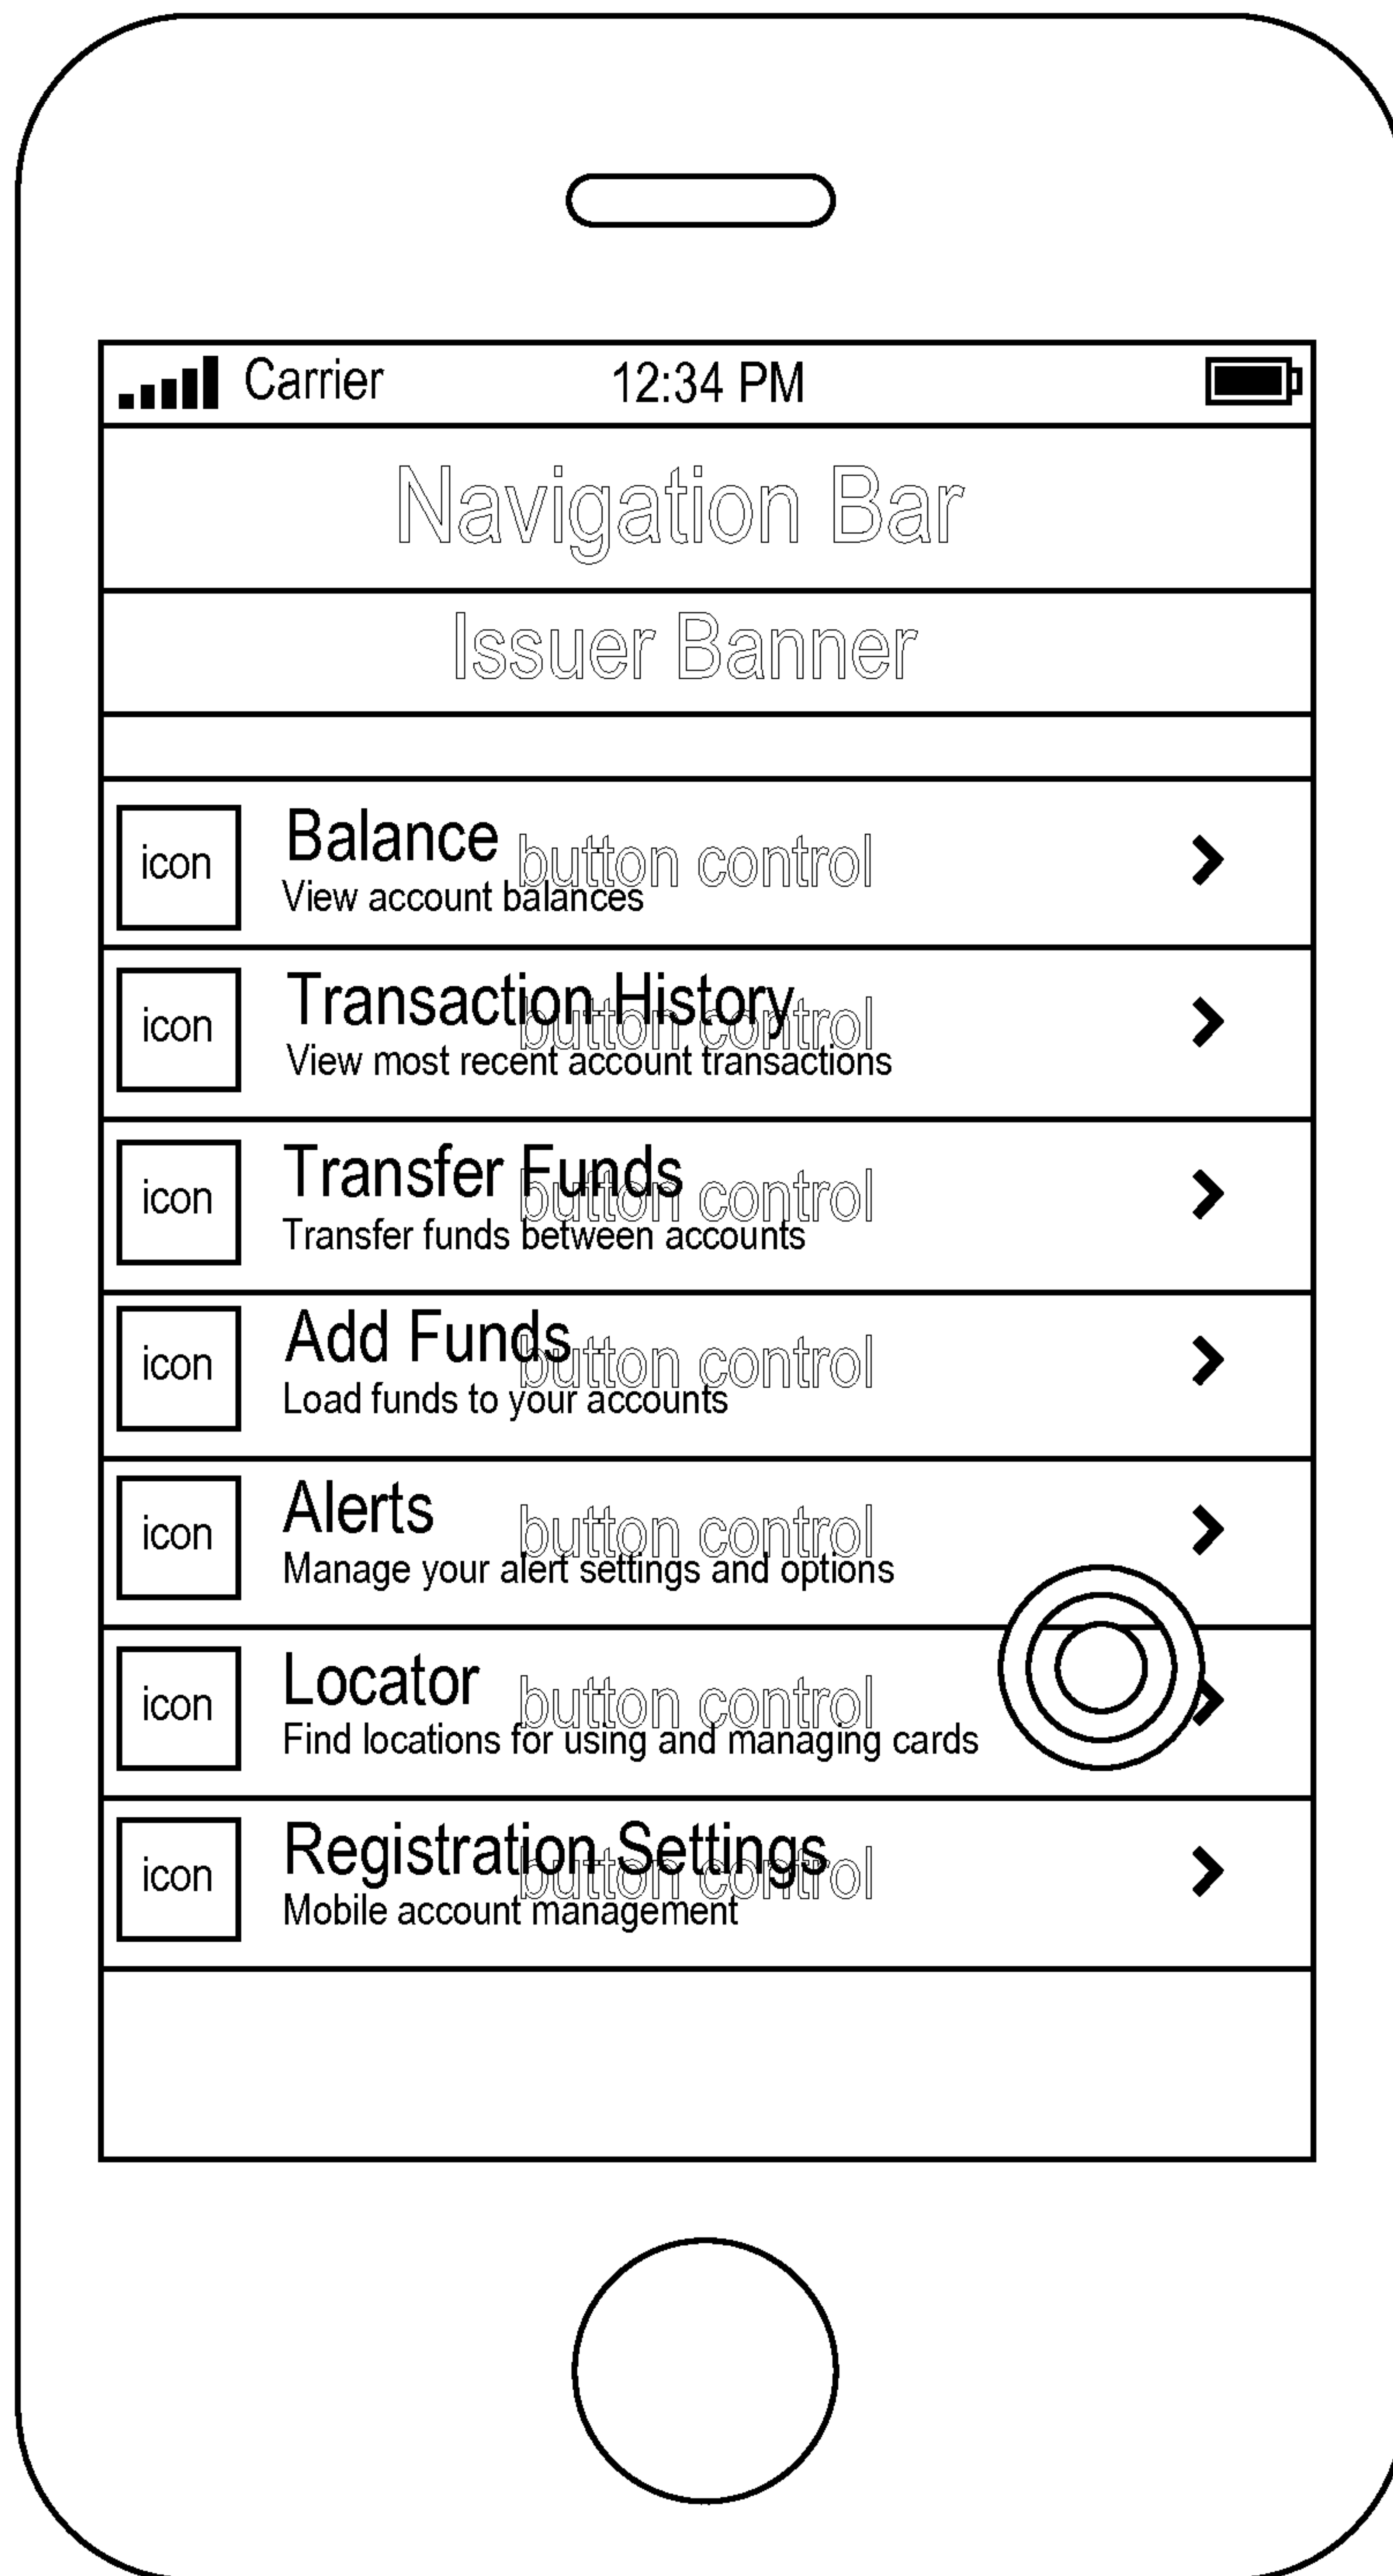 Carrier 12:34 PM
Navigation Bar
Issuer Banner
icon
Balance
button control
View account balances
icon
Transaction History
button control
View most recent account transactions
icon
Transfer Funds
button control
Transfer funds between accounts
icon
Add Funds
button control
Load funds to your accounts
icon
Alerts
button control
Manage your alert settings and options
icon
Locator
button control
Find locations for using and managing cards
icon
Registration Settings
button control
Mobile account management